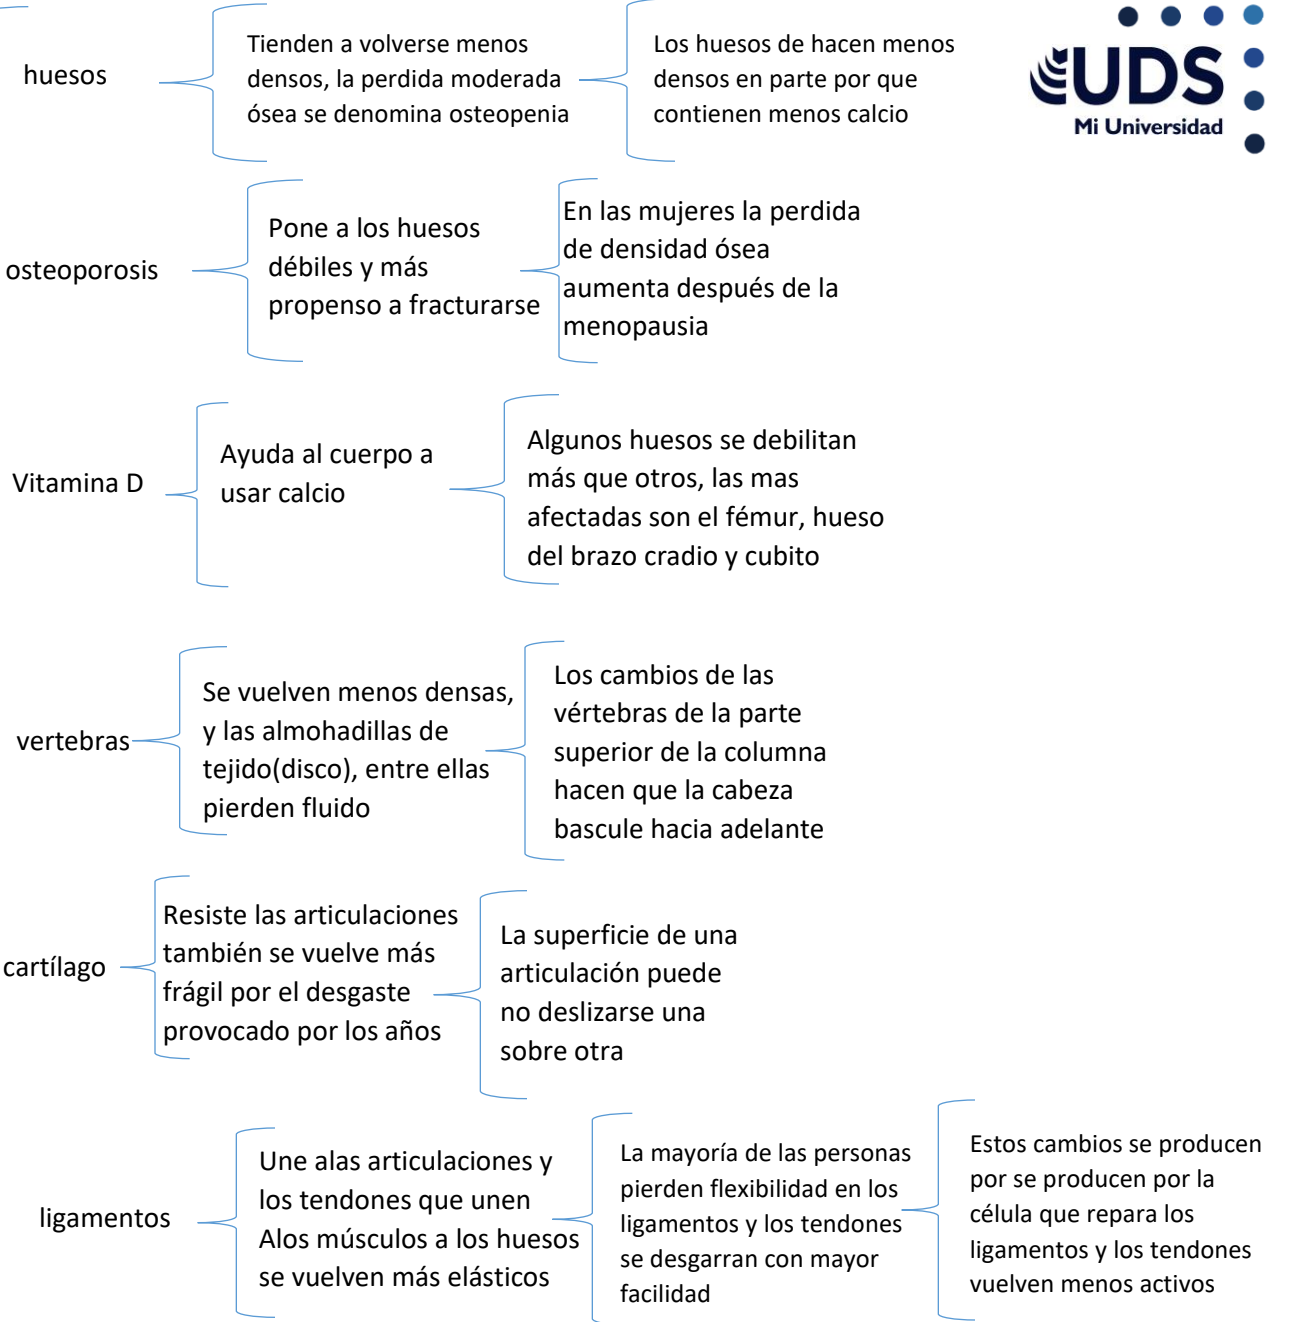 huesos
Tienden a volverse menos
densos, la perdida moderada
ósea se denomina osteopenia
Los huesos de hacen menos
densos en parte por que
contienen menos calcio
UDS
Mi Universidad
osteoporosis
Pone a los huesos
débiles y más
propenso a fracturarse
En las mujeres la perdida
de densidad ósea
aumenta después de la
menopausia
Vitamina D
Ayuda al cuerpo a
usar calcio
Algunos huesos se debilitan
más que otros, las mas
afectadas son el fémur, hueso
del brazo cradio y cubito
vertebras
Se vuelven menos densas,
y las almohadillas de
tejido(disco), entre ellas
pierden fluido
Los cambios de las
vértebras de la parte
superior de la columna
hacen que la cabeza
bascule hacia adelante
cartílago
Resiste las articulaciones
también se vuelve más
frágil por el desgaste
provocado por los años
La superficie de una
articulación puede
no deslizarse una
sobre otra
ligamentos
Une alas articulaciones y
los tendones que unen
Alos músculos a los huesos
se vuelven más elásticos
La mayoría de las personas
pierden flexibilidad en los
ligamentos y los tendones
se desgarran con mayor
facilidad
Estos cambios se producen
por se producen por la
célula que repara los
ligamentos y los tendones
vuelven menos activos